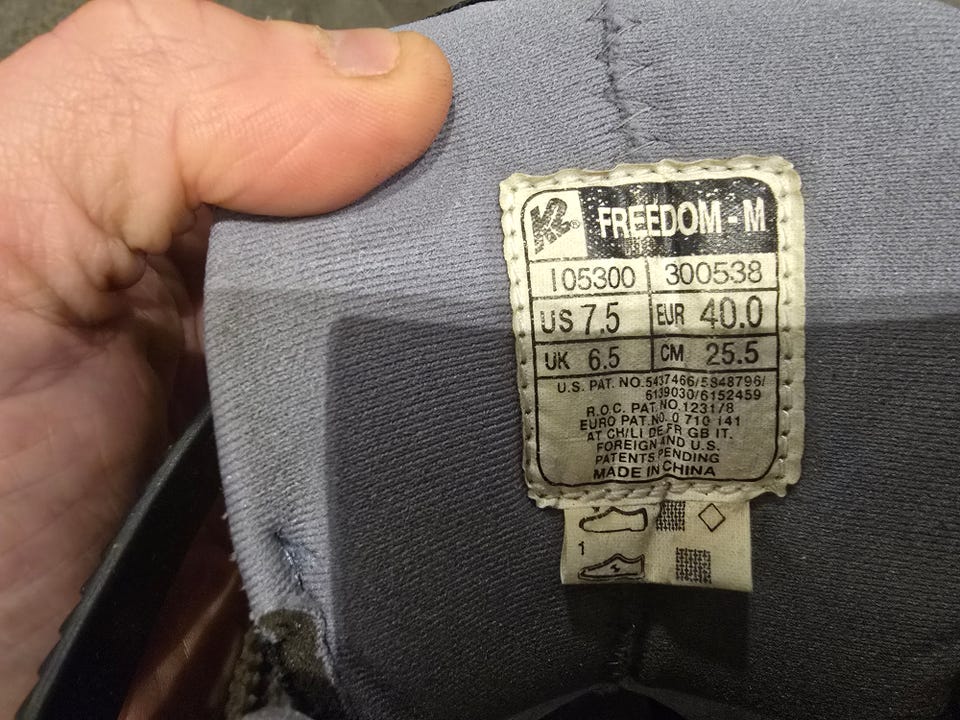 K2® FREEDOM - M
105300 300538
US 7.5 EUR 40.0
UK 6.5 CM 25.5
U.S. PAT. NO.5437466/5848796/
6139030/6152459
R.O.C. PAT.NO.123178
EURO PAT.NO. 0 710 141
AT CH/LI DE FR GB IT.
FOREIGN AND U.S.
PATENTS PENDING
MADE IN CHINA
1